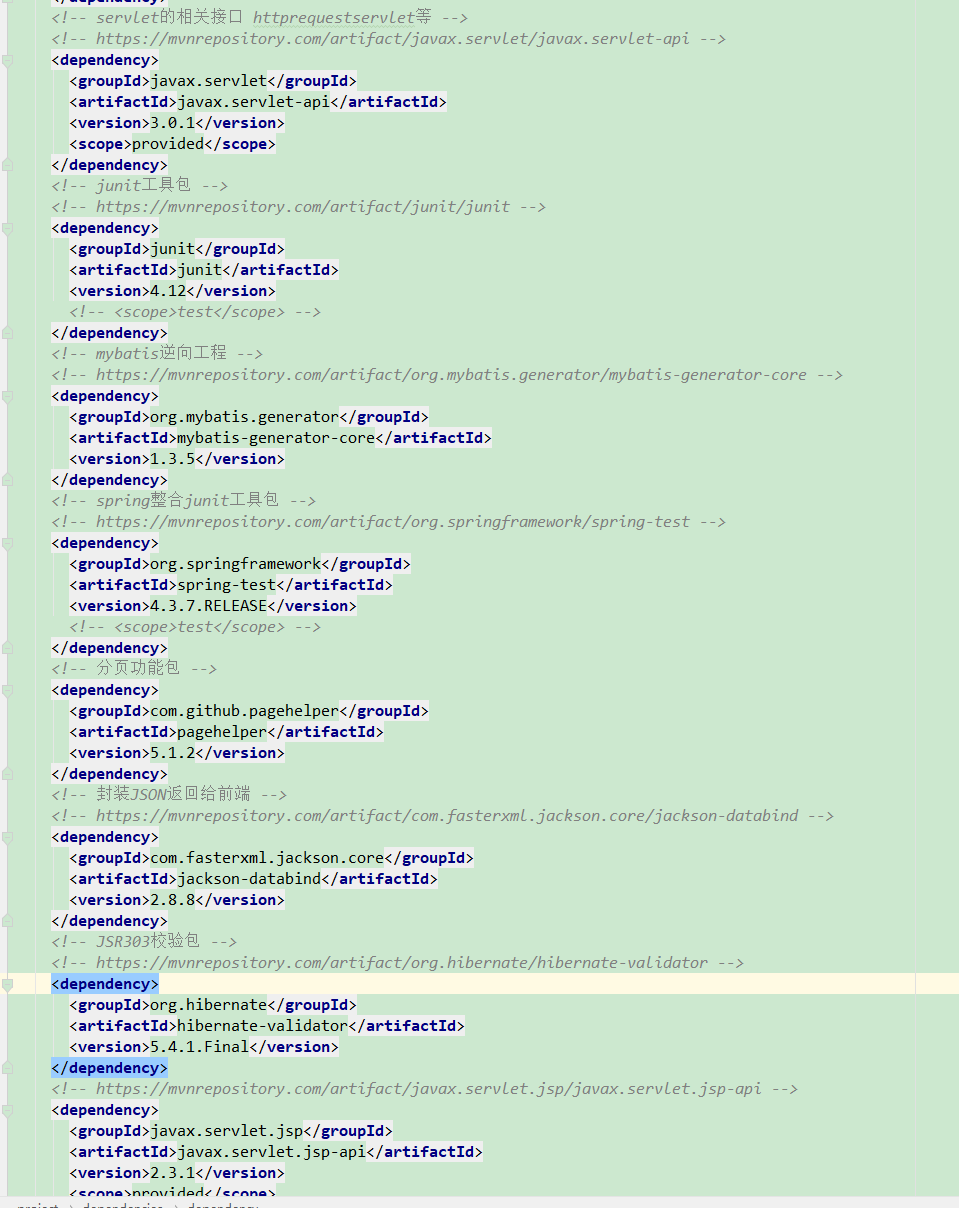 <!-- servlet的相关接口 httprequestservlet等 -->
<!-- https://mvnrepository.com/artifact/javax.servlet/javax.servlet-api -->
<dependency>
<groupId>javax.servlet</groupId>
<artifactId>javax.servlet-api</artifactId>
<version>3.0.1</version>
<scope>provided</scope>
</dependency>
<!-- junit工具包 -->
<!-- https://mvnrepository.com/artifact/junit/junit -->
<dependency>
<groupId>junit</groupId>
<artifactId>junit</artifactId>
<version>4.12</version>
<!-- <scope>test</scope> -->
</dependency>
<!-- mybatis逆向工程 -->
<!-- https://mvnrepository.com/artifact/org.mybatis.generator/mybatis-generator-core -->
<dependency>
<groupId>org.mybatis.generator</groupId>
<artifactId>mybatis-generator-core</artifactId>
<version>1.3.5</version>
</dependency>
<!-- spring整合junit工具包 -->
<!-- https://mvnrepository.com/artifact/org.springframework/spring-test -->
<dependency>
<groupId>org.springframework</groupId>
<artifactId>spring-test</artifactId>
<version>4.3.7.RELEASE</version>
<!-- <scope>test</scope> -->
</dependency>
<!-- 分页功能包 -->
<dependency>
<groupId>com.github.pagehelper</groupId>
<artifactId>pagehelper</artifactId>
<version>5.1.2</version>
</dependency>
<!-- 封装JSON返回给前端 -->
<!-- https://mvnrepository.com/artifact/com.fasterxml.jackson.core/jackson-databind -->
<dependency>
<groupId>com.fasterxml.jackson.core</groupId>
<artifactId>jackson-databind</artifactId>
<version>2.8.8</version>
</dependency>
<!-- JSR303校验包 -->
<!-- https://mvnrepository.com/artifact/org.hibernate/hibernate-validator -->
<dependency>
<groupId>org.hibernate</groupId>
<artifactId>hibernate-validator</artifactId>
<version>5.4.1.Final</version>
</dependency>
<!-- https://mvnrepository.com/artifact/javax.servlet.jsp/javax.servlet.jsp-api -->
<dependency>
<groupId>javax.servlet.jsp</groupId>
<artifactId>javax.servlet.jsp-api</artifactId>
<version>2.3.1</version>
<scope>provided</scope>